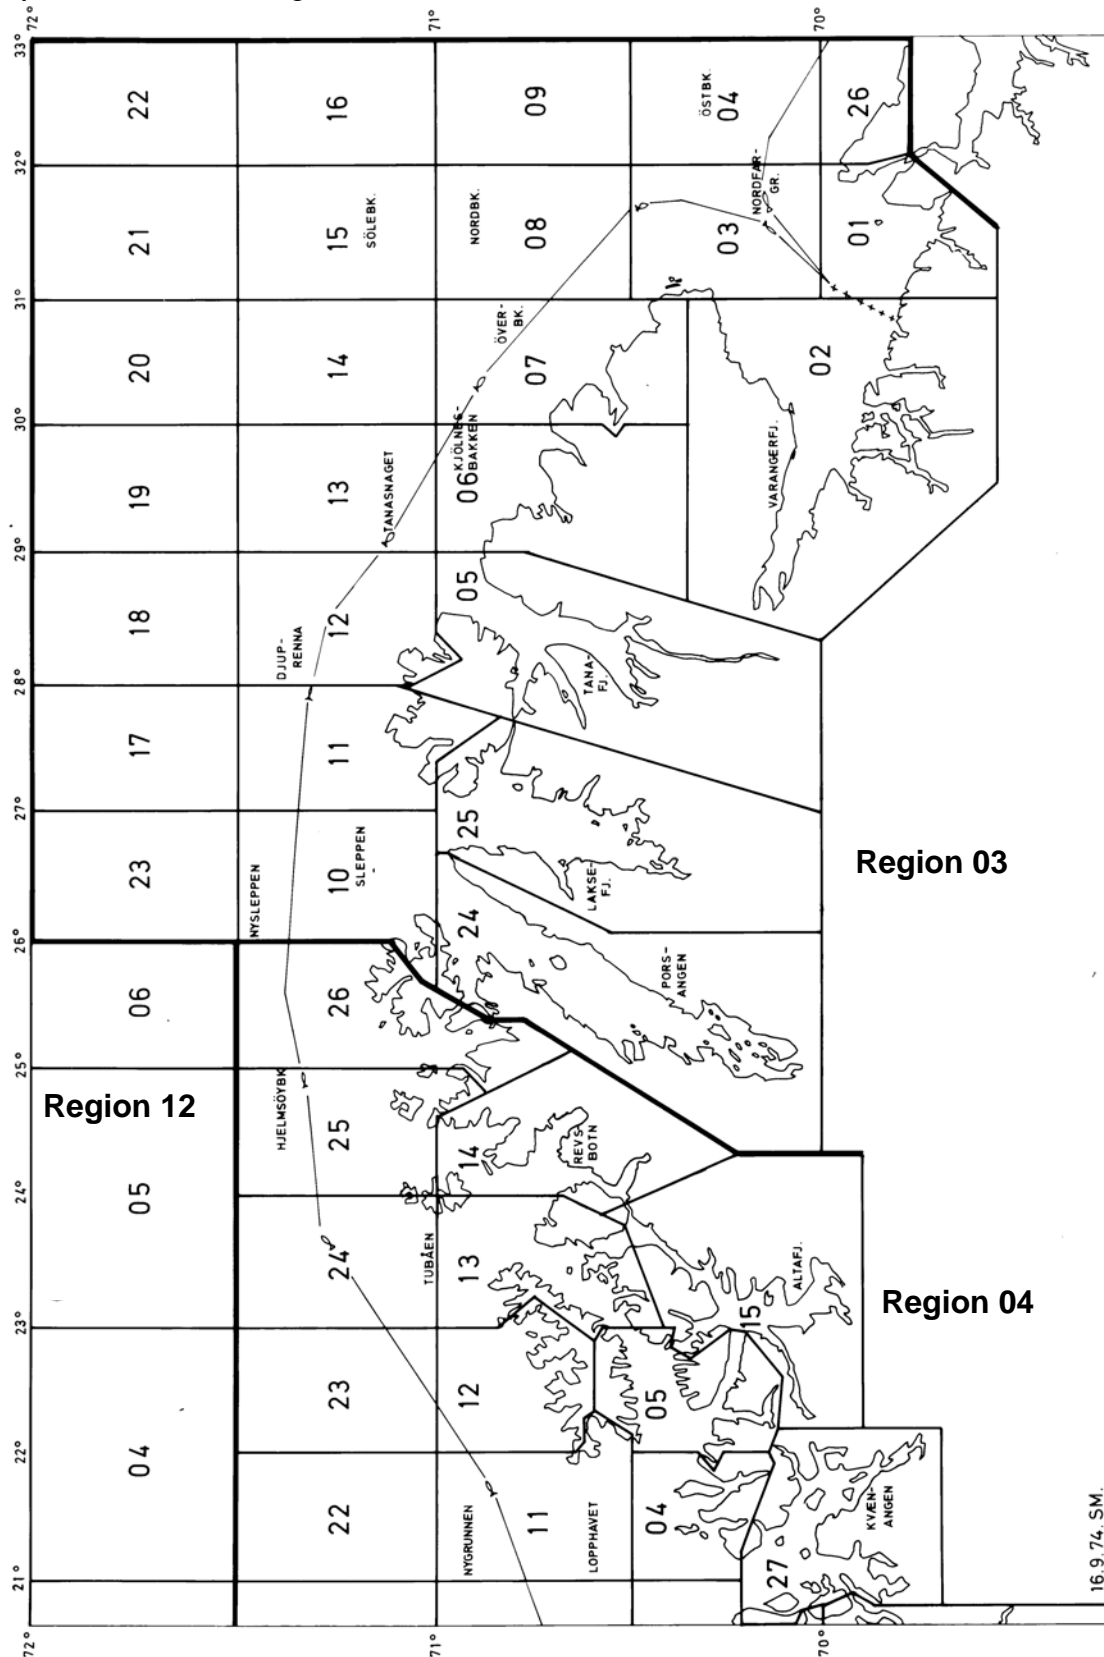 72°
21°
22°
23°
24°
25°
26°
27°
28°
29°
30°
31°
32°
33°
72°
04
05
06
23
17
18
19
20
21
22
Region 12
NYSLEPPEN
HJELMSÖYBK.
DJUP-
RENNA
22
23
24
25
26
10
SLEPPEN
11
12
13
14
15
SÖLEBK.
16
TANASNAGET
TUBÅEN
71°
71°
NYGRUNNEN
12
13
14
24
25
05
06
KJÖLNES-
BAKKEN
NORDBK.
ÖVER-
BK.
11
07
08
09
LOPPHAVET
REVS-
BOTN
LAKSE-
FJ.
TANA-
FJ.
04
05
PORS-
ANGEN
ÖSTBK.
03
04
15
27
ALTAFJ.
VARANGERFJ.
NORDFAR-
GR.
70°
02
01
26
70°
KVÆN-
ANGEN
Region 03
Region 04
16.9.74. SM.